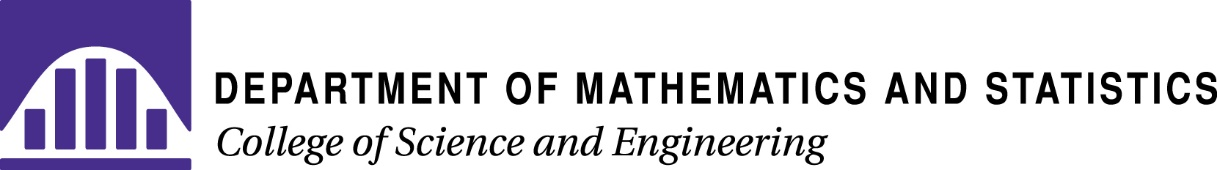 DEPARTMENT OF MATHEMATICS AND STATISTICS
College of Science and Engineering